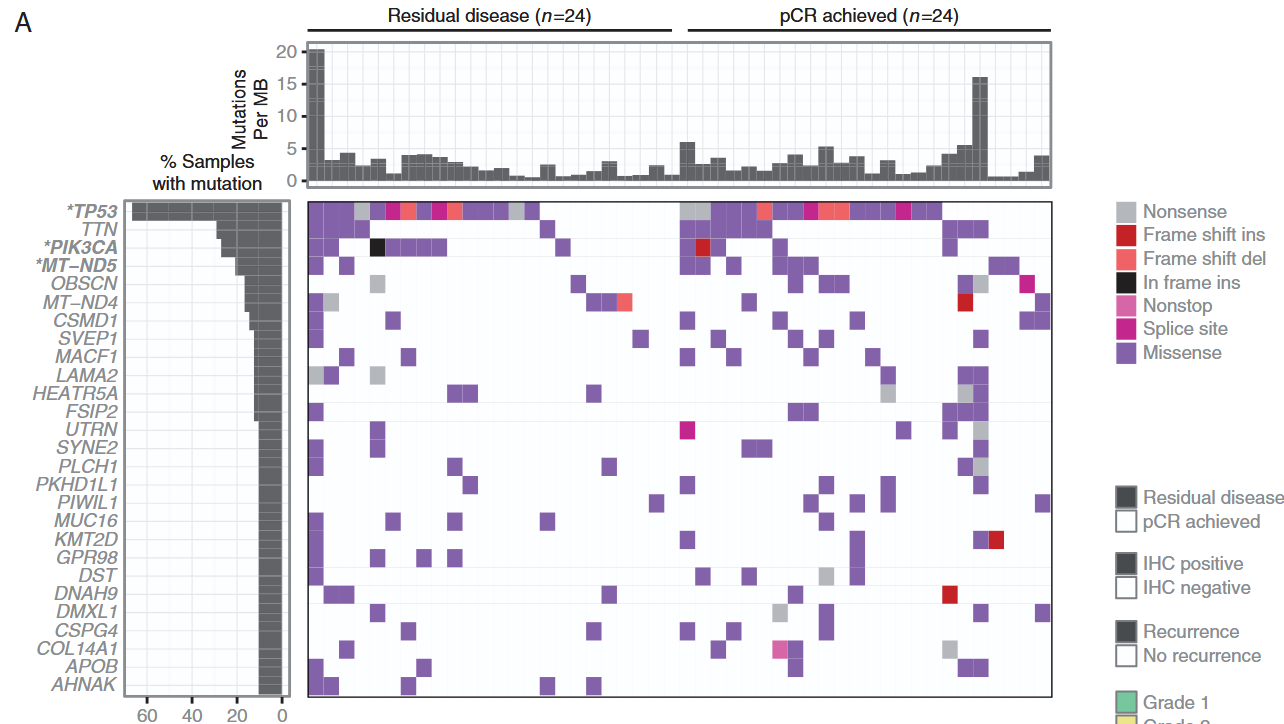 A
Residual disease (n=24)
pCR achieved (n=24)
Mutations
Per MB
20
15
10
5
0
% Samples
with mutation
*TP53
TTN
*PIK3CA
*MT–ND5
OBSCN
MT–ND4
CSMD1
SVEP1
MACF1
LAMA2
HEATR5A
FSIP2
UTRN
SYNE2
PLCH1
PKHD1L1
PIWIL1
MUC16
KMT2D
GPR98
DST
DNAH9
DMXL1
CSPG4
COL14A1
APOB
AHNAK
60 40 20 0
Nonsense
Frame shift ins
Frame shift del
In frame ins
Nonstop
Splice site
Missense
Residual disease
pCR achieved
IHC positive
IHC negative
Recurrence
No recurrence
Grade 1